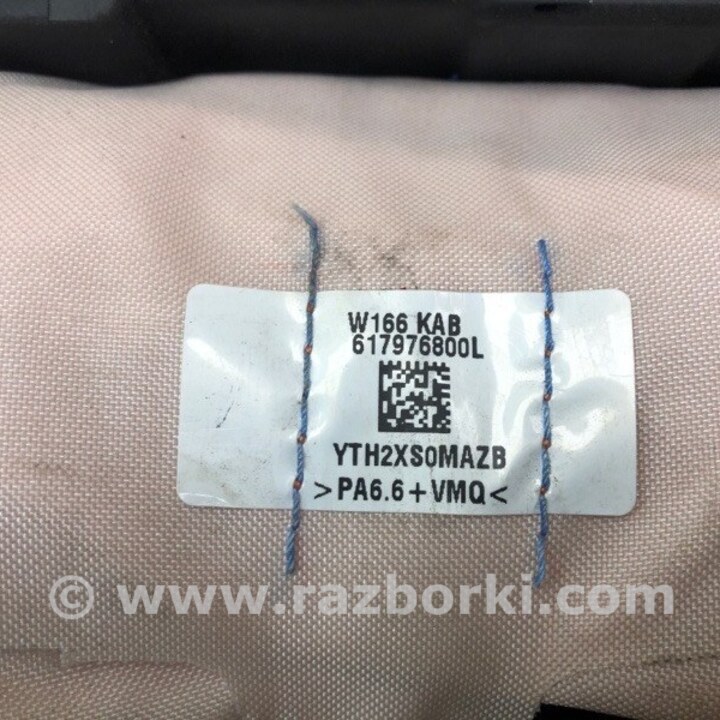 W166 KAB
617976800L
YTH2XS0MAZB
>PA6.6+VMQ<
© www.razborki.com